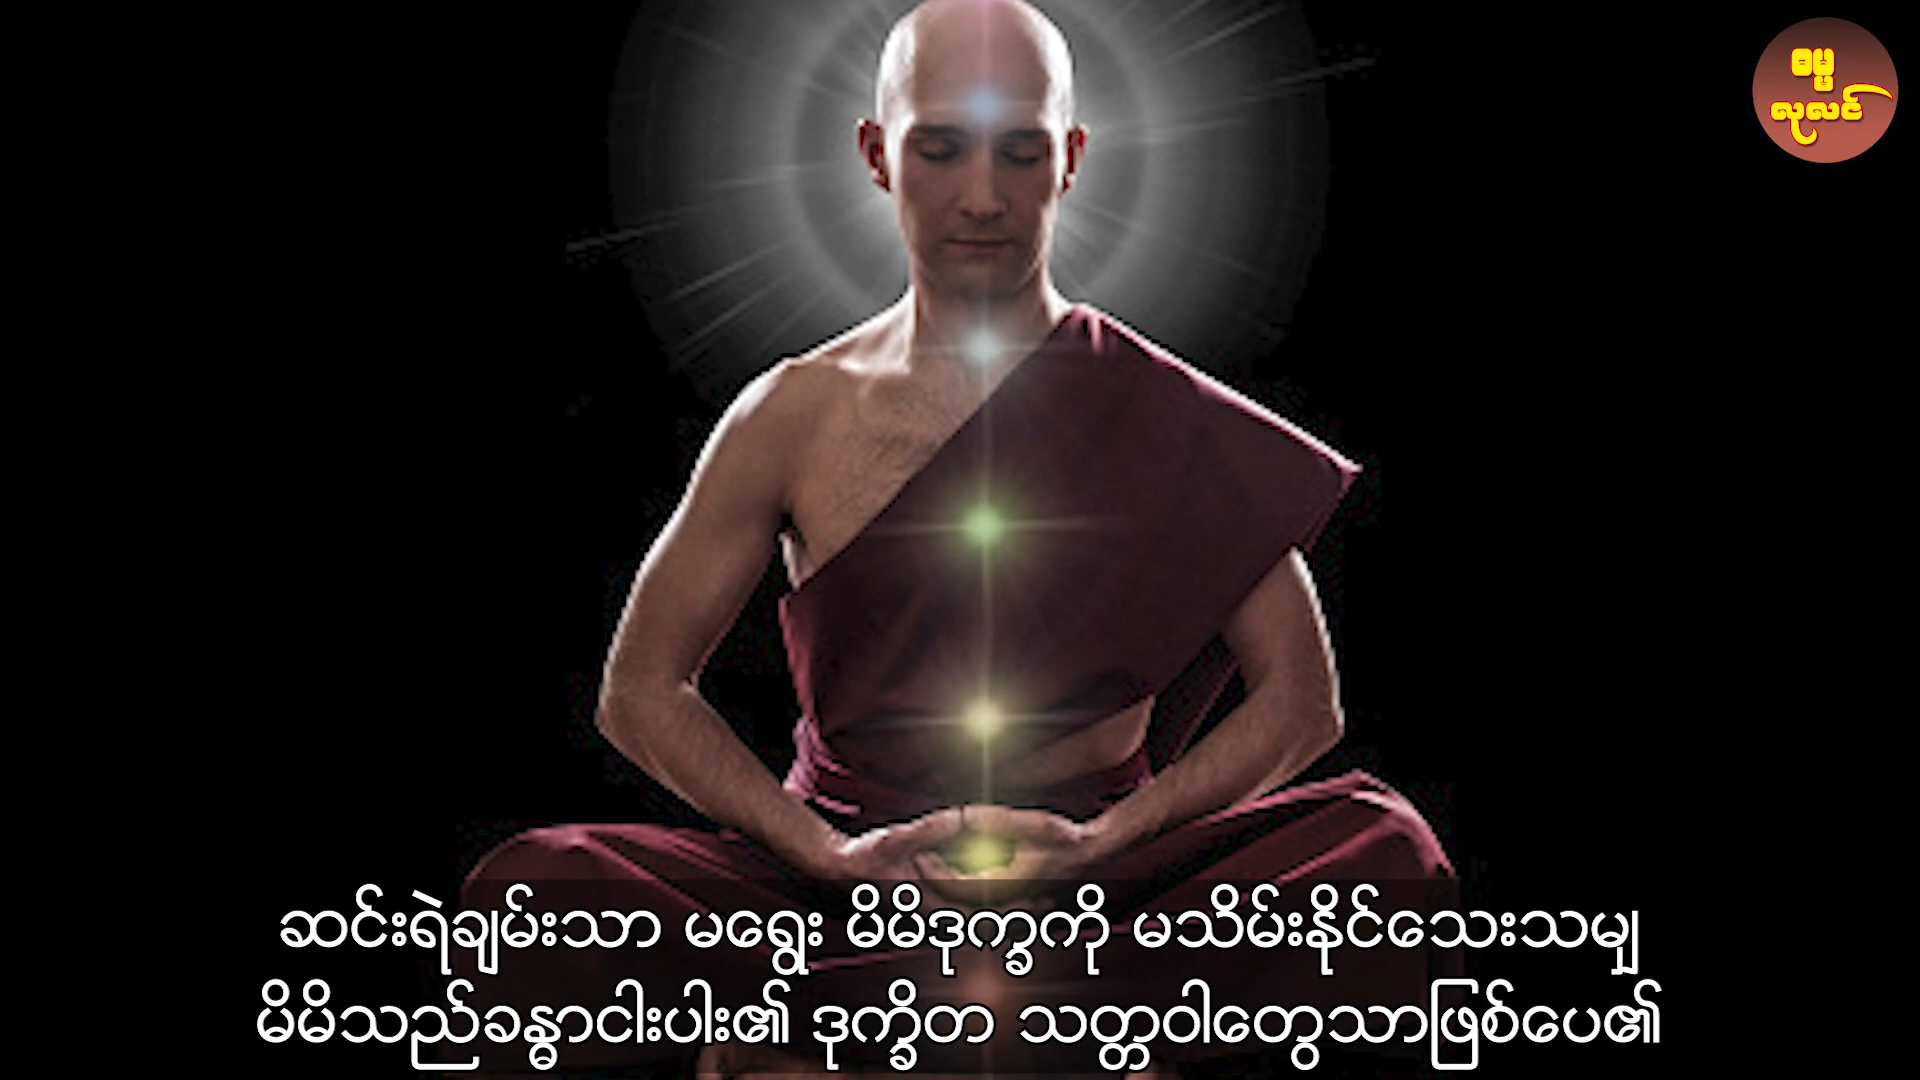 ဓမ္မ
လုလင်
ဆင်းရဲချမ်းသာ မရွေး မိမိဒုက္ခကို မသိမ်းနိုင်သေးသမျှ
မိမိသည်ခန္ဓာငါးပါး၏ ဒုက္ခိတ သတ္တဝါတွေသာဖြစ်ပေ၏